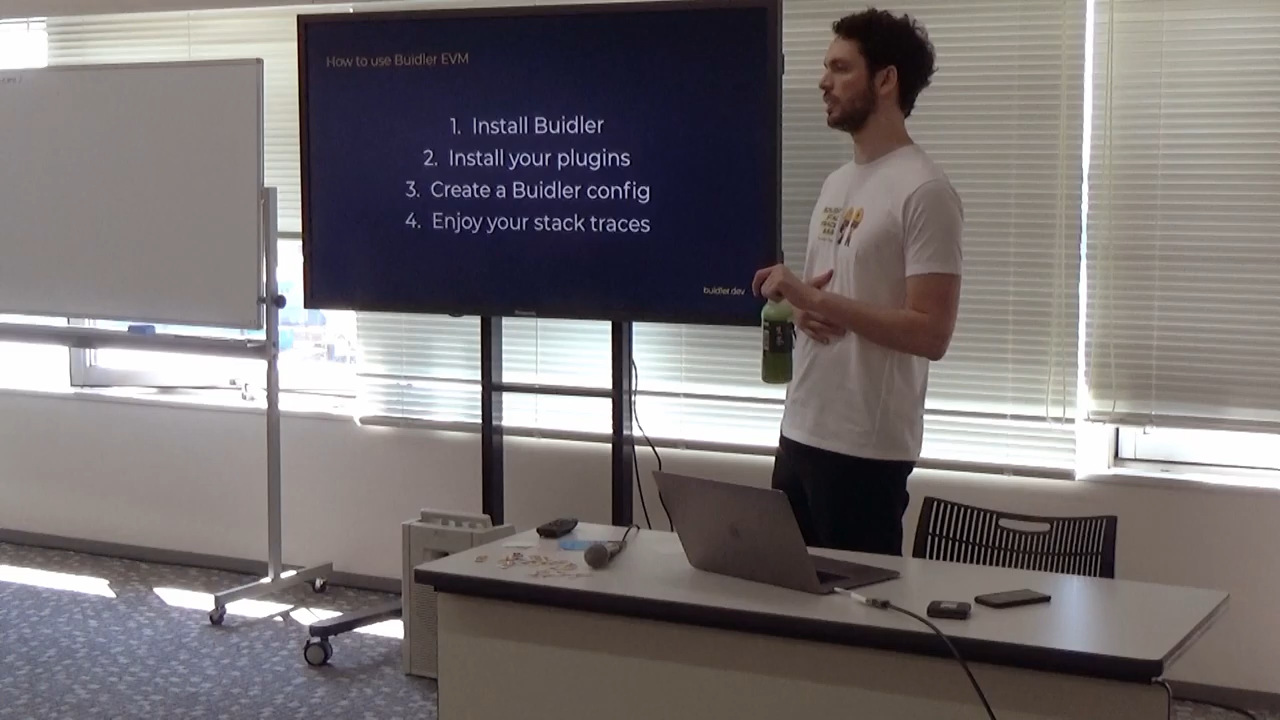 How to use Buidler EVM
1. Install Buidler
2. Install your plugins
3. Create a Buidler config
4. Enjoy your stack traces
buidler.dev